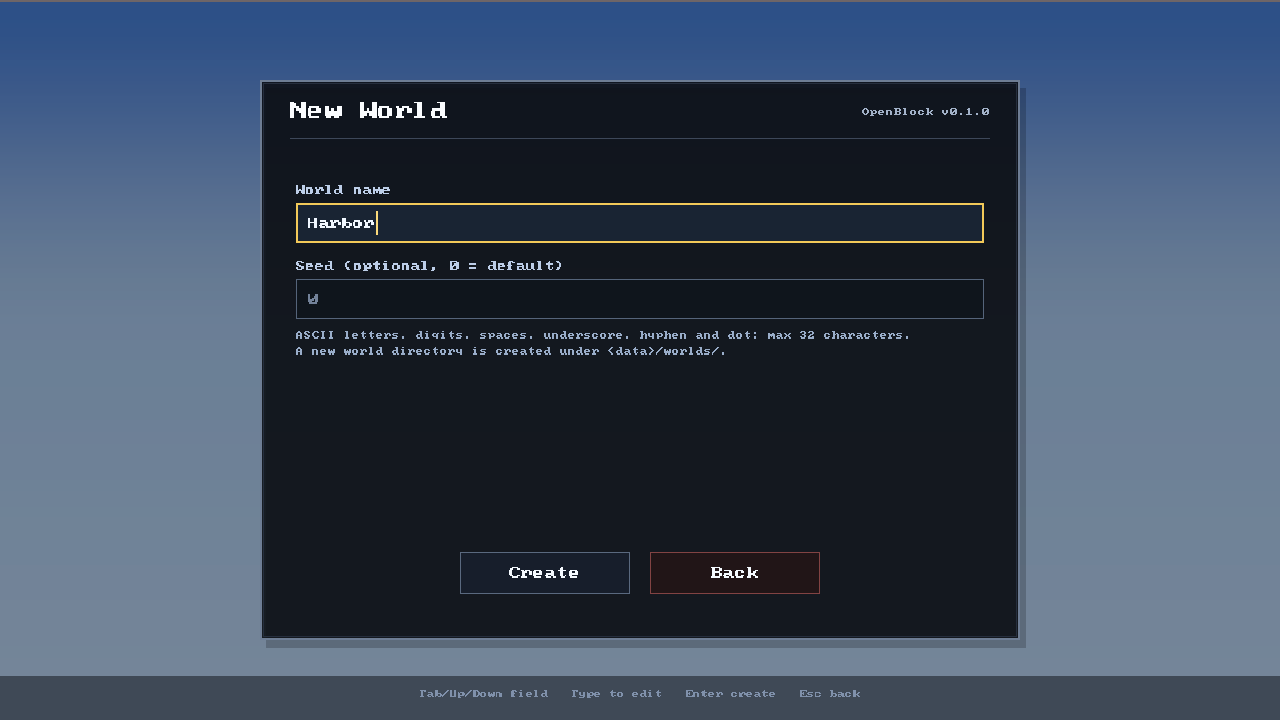 New World
OpenBlock v0.1.0
World name
Harbor
Seed (optional, 0 = default)
0
ASCII letters, digits, spaces, underscore, hyphen and dot; max 32 characters.
A new world directory is created under <data>/worlds/.
Create
Back
Tab/Up/Down field   Type to edit   Enter create   Esc back